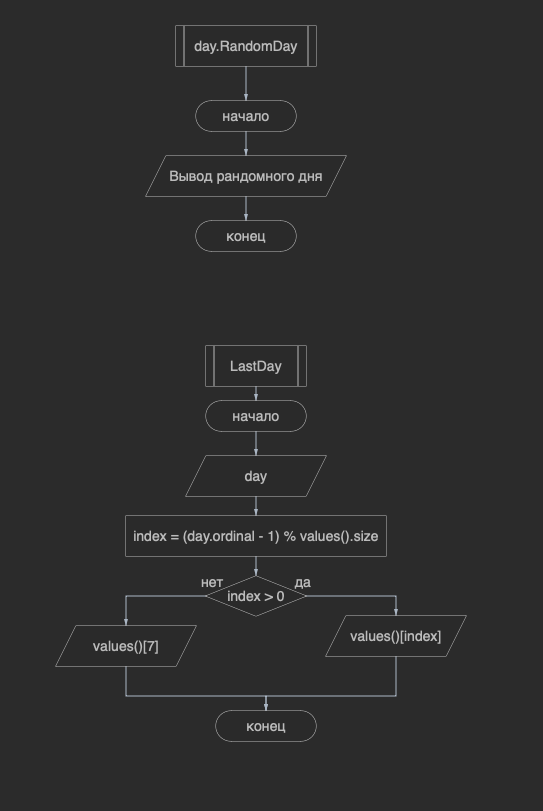 day.RandomDay
начало
Вывод рандомного дня
конец
LastDay
начало
day
index = (day.ordinal - 1) % values().size
нет
да
index > 0
values()[7]
values()[index]
конец